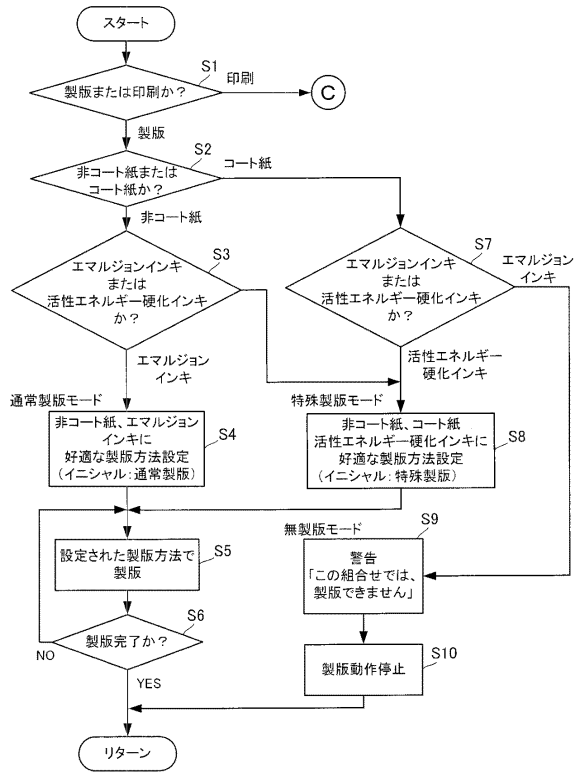 スタート
S1
製版または印刷か？
印刷
C
製版
S2
非コート紙または
コート紙か？
コート紙
非コート紙
S3
エマルジョンインキ
または
活性エネルギー硬化インキ
か？
S7
エマルジョンインキ
または
活性エネルギー硬化インキ
か？
エマルジョン
インキ
エマルジョン
インキ
活性エネルギー
硬化インキ
通常製版モード
非コート紙、エマルジョン
インキに
好適な製版方法設定
（イニシャル：通常製版）
S4
特殊製版モード
非コート紙、コート紙
活性エネルギー硬化インキに
好適な製版方法設定
（イニシャル：特殊製版）
S8
設定された製版方法で
製版
S5
無製版モード
S9
警告
「この組合せでは、
製版できません」
製版完了か？
S6
NO
YES
製版動作停止
S10
リターン